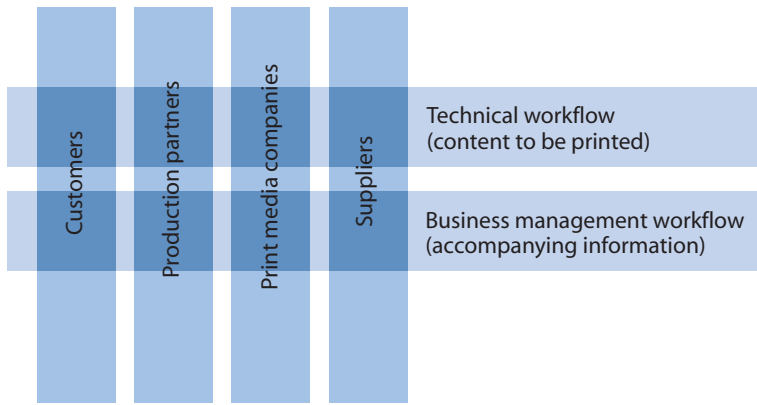 Customers
Production partners
Print media companies
Suppliers
Technical workflow
(content to be printed)
Business management workflow
(accompanying information)